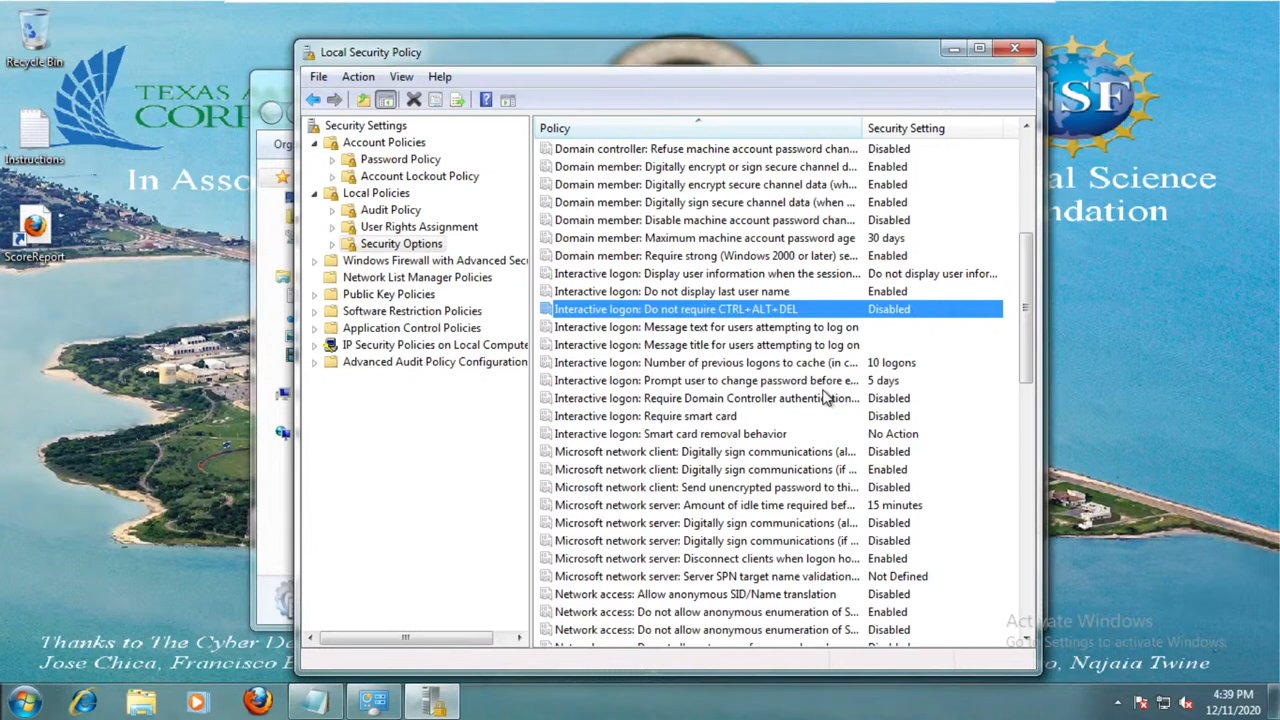 Recycle Bin
Instructions
ScoreReport
TEXAS A
CORP
In Asso
NSF
al Science
ndation
Local Security Policy
File Action View Help
Org
Security Settings
Account Policies
Password Policy
Account Lockout Policy
Local Policies
Audit Policy
User Rights Assignment
Security Options
Windows Firewall with Advanced Secu
Network List Manager Policies
Public Key Policies
Software Restriction Policies
Application Control Policies
IP Security Policies on Local Compute
Advanced Audit Policy Configuration
Policy Security Setting
Domain controller: Refuse machine account password chan... Disabled
Domain member: Digitally encrypt or sign secure channel d... Enabled
Domain member: Digitally encrypt secure channel data (wh... Enabled
Domain member: Digitally sign secure channel data (when ... Enabled
Domain member: Disable machine account password chan... Disabled
Domain member: Maximum machine account password age 30 days
Domain member: Require strong (Windows 2000 or later) se... Enabled
Interactive logon: Display user information when the session... Do not display user infor...
Interactive logon: Do not display last user name Enabled
Interactive logon: Do not require CTRL+ALT+DEL Disabled
Interactive logon: Message text for users attempting to log on
Interactive logon: Message title for users attempting to log on
Interactive logon: Number of previous logons to cache (in c... 10 logons
Interactive logon: Prompt user to change password before e... 5 days
Interactive logon: Require Domain Controller authentication... Disabled
Interactive logon: Require smart card Disabled
Interactive logon: Smart card removal behavior No Action
Microsoft network client: Digitally sign communications (al... Disabled
Microsoft network client: Digitally sign communications (if ... Enabled
Microsoft network client: Send unencrypted password to thi... Disabled
Microsoft network server: Amount of idle time required bef... 15 minutes
Microsoft network server: Digitally sign communications (al... Disabled
Microsoft network server: Digitally sign communications (if ... Disabled
Microsoft network server: Disconnect clients when logon ho... Enabled
Microsoft network server: Server SPN target name validation... Not Defined
Network access: Allow anonymous SID/Name translation Disabled
Network access: Do not allow anonymous enumeration of S... Enabled
Network access: Do not allow anonymous enumeration of S... Disabled
Activate Windows
Go to Settings to activate Windows.
Thanks to The Cyber De
Jose Chica, Francisco E
o, Najaia Twine
4:39 PM
12/11/2020